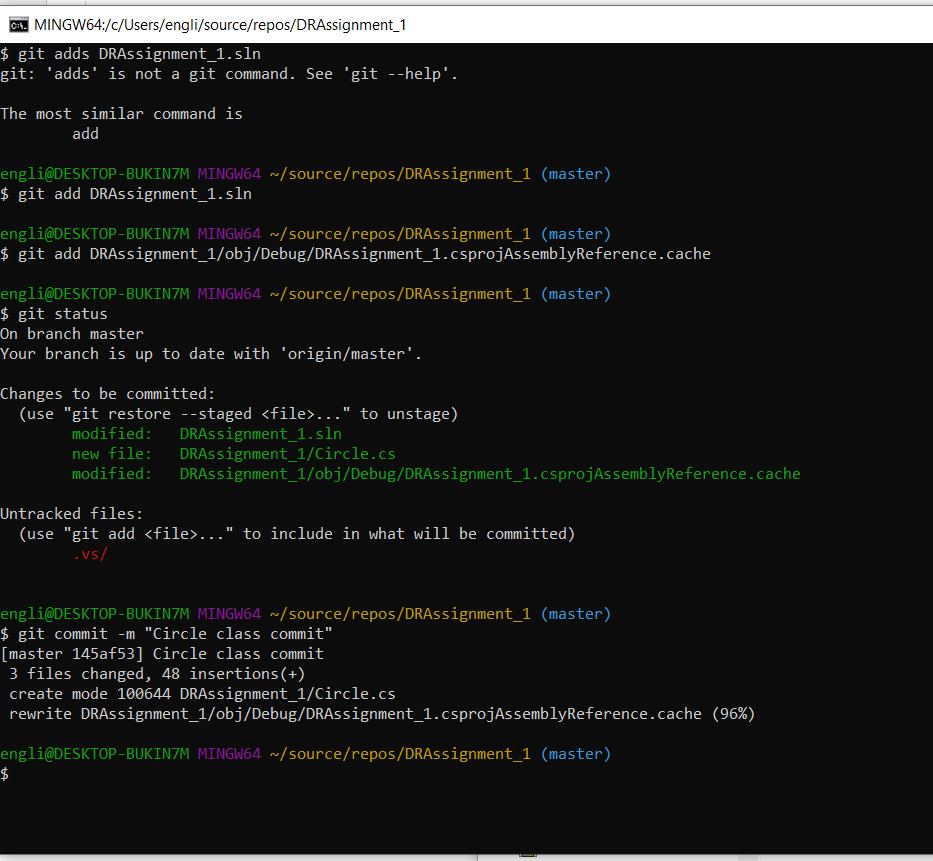 MINGW64:/c/Users/engli/source/repos/DRAssignment_1
$ git adds DRAssignment_1.sln
git: 'adds' is not a git command. See 'git --help'.
The most similar command is
add
engli@DESKTOP-BUKIN7M MINGW64 ~/source/repos/DRAssignment_1 (master)
$ git add DRAssignment_1.sln
engli@DESKTOP-BUKIN7M MINGW64 ~/source/repos/DRAssignment_1 (master)
$ git add DRAssignment_1/obj/Debug/DRAssignment_1.csprojAssemblyReference.cache
engli@DESKTOP-BUKIN7M MINGW64 ~/source/repos/DRAssignment_1 (master)
$ git status
On branch master
Your branch is up to date with 'origin/master'.
Changes to be committed:
(use "git restore --staged <file>..." to unstage)
modified: DRAssignment_1.sln
new file: DRAssignment_1/Circle.cs
modified: DRAssignment_1/obj/Debug/DRAssignment_1.csprojAssemblyReference.cache
Untracked files:
(use "git add <file>..." to include in what will be committed)
.vs/
engli@DESKTOP-BUKIN7M MINGW64 ~/source/repos/DRAssignment_1 (master)
$ git commit -m "Circle class commit"
[master 145af53] Circle class commit
3 files changed, 48 insertions(+)
create mode 100644 DRAssignment_1/Circle.cs
rewrite DRAssignment_1/obj/Debug/DRAssignment_1.csprojAssemblyReference.cache (96%)
engli@DESKTOP-BUKIN7M MINGW64 ~/source/repos/DRAssignment_1 (master)
$